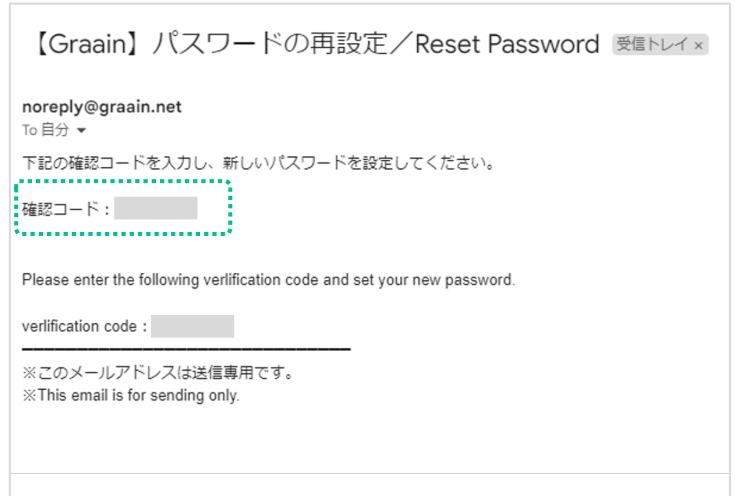 【Graain】パスワードの再設定／Reset Password 受信トレイ ×
noreply@graain.net
To 自分
下記の確認コードを入力し、新しいパスワードを設定してください。
確認コード：
Please enter the following verlification code and set your new password.
verlification code：
※このメールアドレスは送信専用です。
※This email is for sending only.